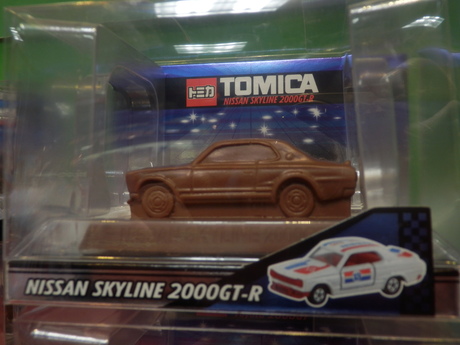 トミカ TOMICA
NISSAN SKYLINE 2000GT-R
NISSAN SKYLINE 2000GT-R